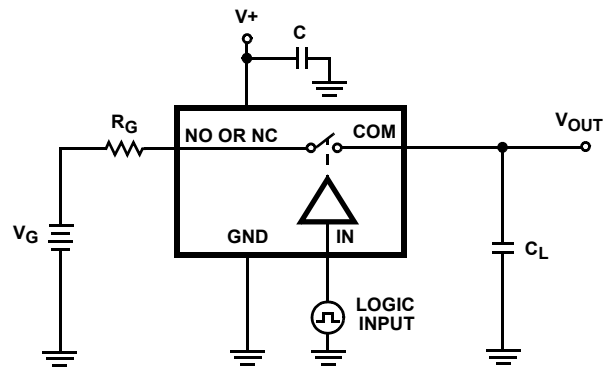 V+
C
RG
NO OR NC
COM
VOUT
VG
GND
IN
CL
LOGIC
INPUT